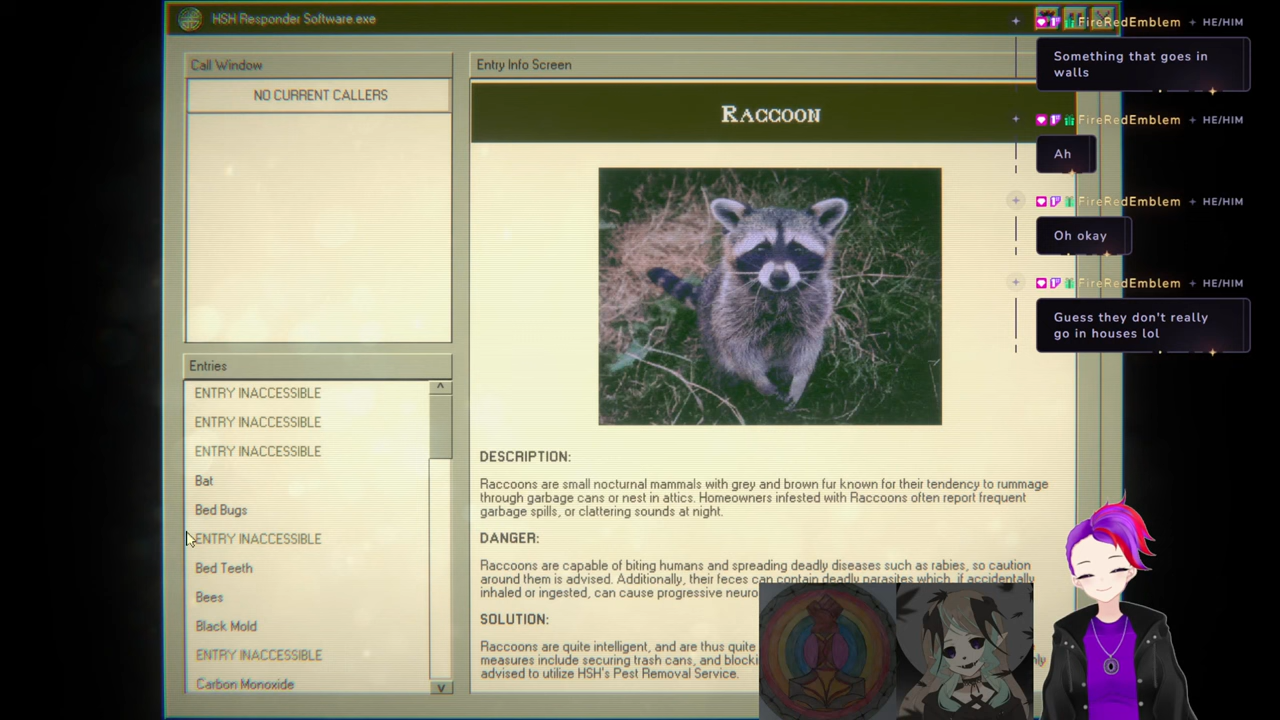 HSH Responder Software.exe
Call Window
NO CURRENT CALLERS
Entries
ENTRY INACCESSIBLE
ENTRY INACCESSIBLE
ENTRY INACCESSIBLE
Bat
Bed Bugs
ENTRY INACCESSIBLE
Bed Teeth
Bees
Black Mold
ENTRY INACCESSIBLE
Carbon Monoxide
Entry Info Screen
RACCOON
DESCRIPTION:
Raccoons are small nocturnal mammals with grey and brown fur known for their tendency to rummage
through garbage cans or nest in attics. Homeowners infested with Raccoons often report frequent
garbage spills, or clattering sounds at night.
DANGER:
Raccoons are capable of biting humans and spreading deadly diseases such as rabies, so caution
around them is advised. Additionally, their feces can contain deadly parasites which, if accidentally
inhaled or ingested, can cause progressive neuro
SOLUTION:
Raccoons are quite intelligent, and are thus quite
measures include securing trash cans, and blocki
advised to utilize HSH's Pest Removal Service.
FireRedEmblem HE/HIM
Something that goes in
walls
FireRedEmblem HE/HIM
Ah
FireRedEmblem HE/HIM
Oh okay
FireRedEmblem HE/HIM
Guess they don't really
go in houses lol